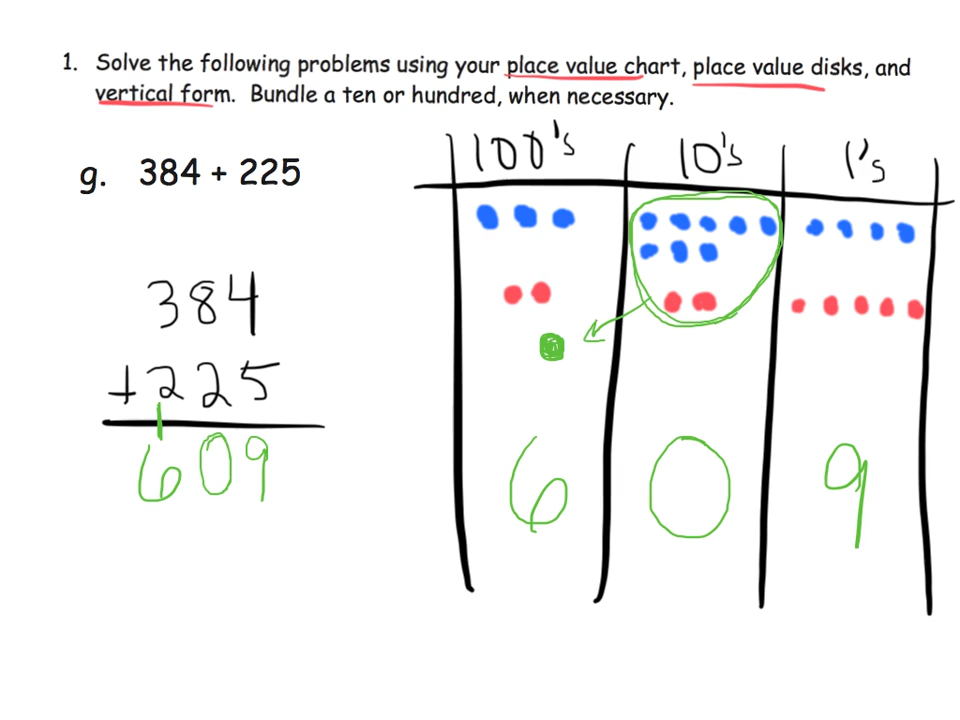 1. Solve the following problems using your place value chart, place value disks, and
vertical form. Bundle a ten or hundred, when necessary.
g. 384 + 225
100's 10's 1's
384
+225
1
609
6 0 9